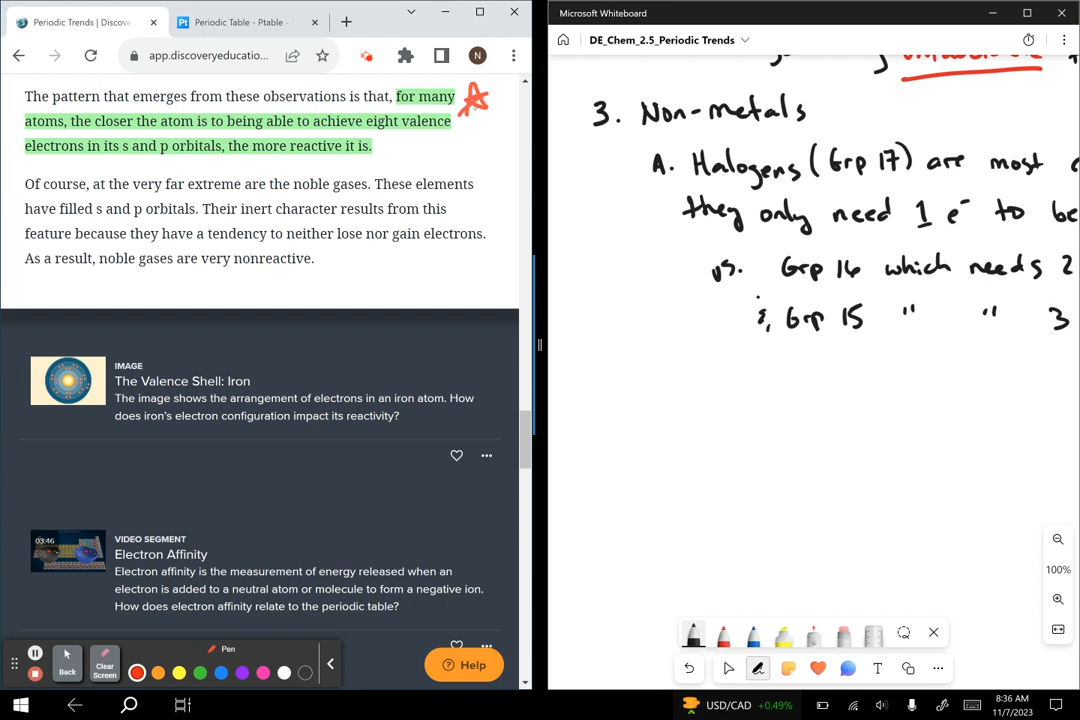 Periodic Trends | Discove
Periodic Table - Ptable -
app.discoveryeducatio...
N
The pattern that emerges from these observations is that, for many
atoms, the closer the atom is to being able to achieve eight valence
electrons in its s and p orbitals, the more reactive it is.
Of course, at the very far extreme are the noble gases. These elements
have filled s and p orbitals. Their inert character results from this
feature because they have a tendency to neither lose nor gain electrons.
As a result, noble gases are very nonreactive.
IMAGE
The Valence Shell: Iron
The image shows the arrangement of electrons in an iron atom. How
does iron's electron configuration impact its reactivity?
03:46
VIDEO SEGMENT
Electron Affinity
Electron affinity is the measurement of energy released when an
electron is added to a neutral atom or molecule to form a negative ion.
How does electron affinity relate to the periodic table?
Pen
Back
Clear
Screen
Help
Microsoft Whiteboard
DE_Chem_2.5_Periodic Trends
3. Non-metals
A. Halogens (Grp 17) are most
they only need 1 e⁻ to be
vs. Grp 16 which needs 2
&, Grp 15 " " 3
100%
USD/CAD +0.49%
8:36 AM
11/7/2023